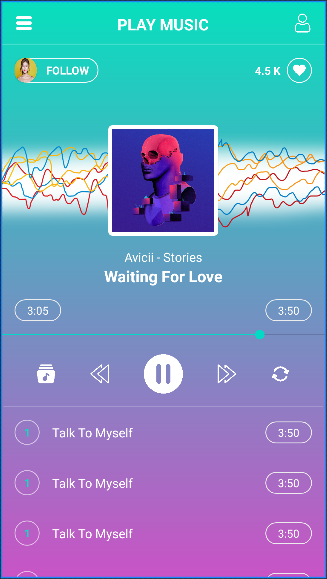 PLAY MUSIC
FOLLOW
4.5 K
Avicii - Stories
Waiting For Love
3:05
3:50
1 Talk To Myself 3:50
1 Talk To Myself 3:50
1 Talk To Myself 3:50